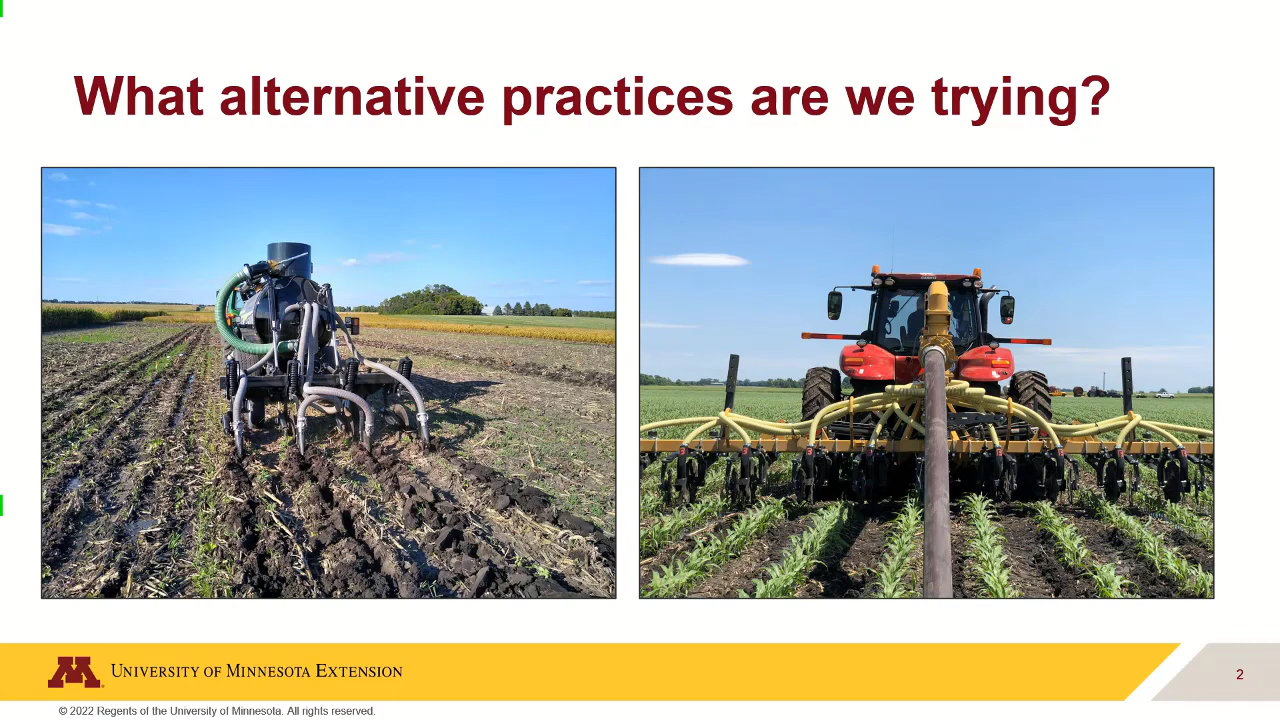 What alternative practices are we trying?
UNIVERSITY OF MINNESOTA EXTENSION
2
© 2022 Regents of the University of Minnesota. All rights reserved.